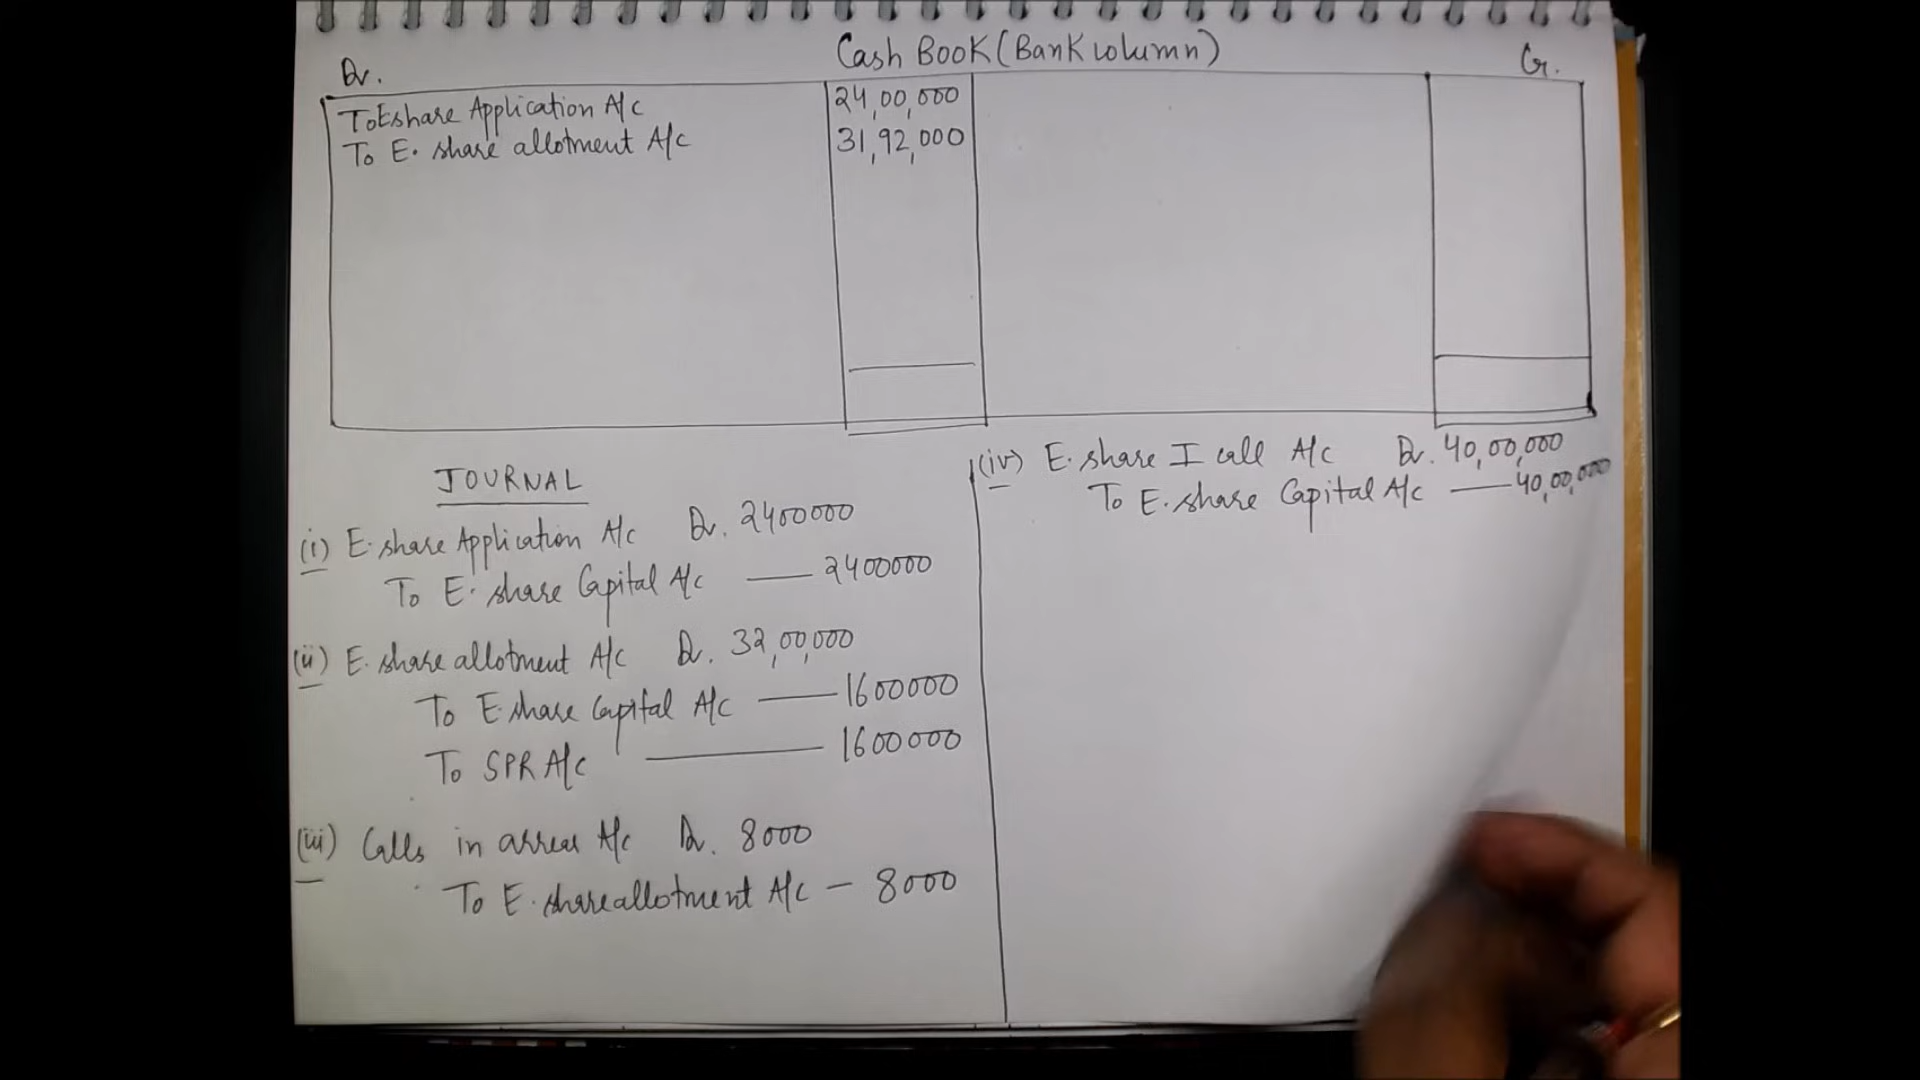 Cash Book (Bank column)
Dr.
Cr.
To E share Application A/c 24,00,000
To E. share allotment A/c 31,92,000
JOURNAL
(i) E. share Application A/c Dr. 2400000
To E. share Capital A/c — 2400000
(ii) E. share allotment A/c Dr. 32,00,000
To E. share Capital A/c — 1600000
To SPR A/c — 1600000
(iii) Calls in arrear A/c Dr. 8000
To E. share allotment A/c — 8000
(iv) E. share I call A/c Dr. 40,00,000
To E. share Capital A/c — 40,00,000